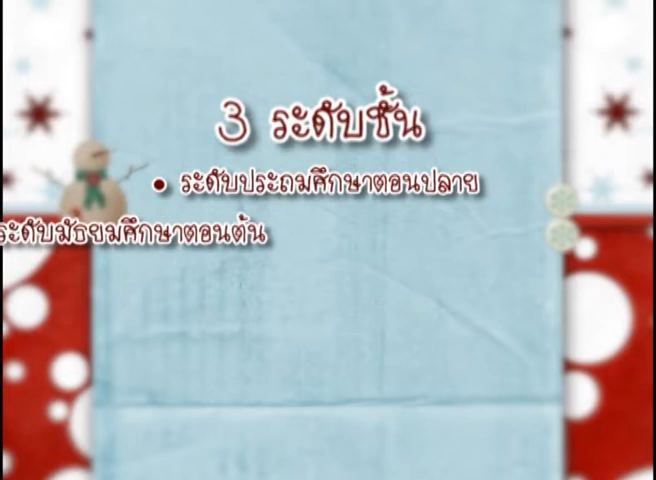 3 ระดับชั้น
• ระดับประถมศึกษาตอนปลาย
ระดับมัธยมศึกษาตอนต้น